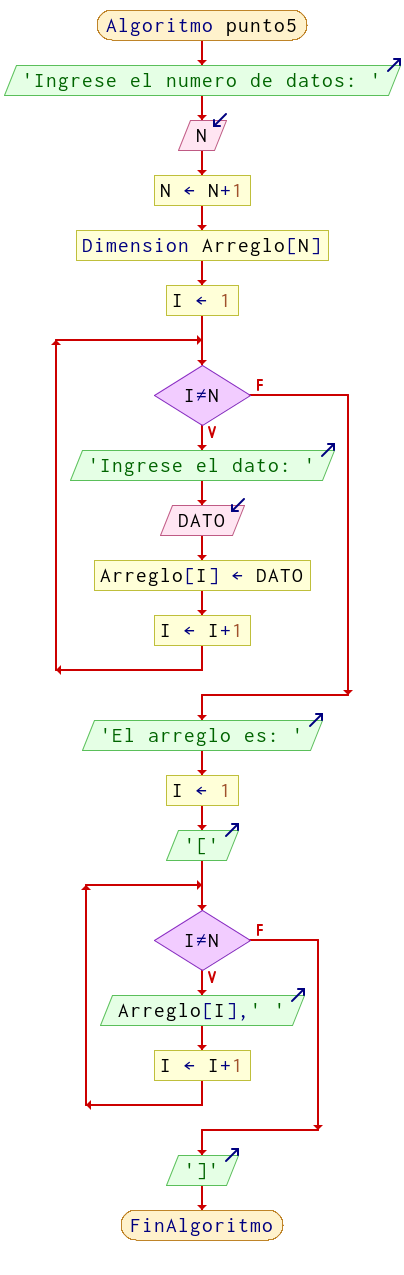 Algoritmo punto5
'Ingrese el numero de datos: '
N
N ← N+1
Dimension Arreglo[N]
I ← 1
I≠N
F
V
'Ingrese el dato: '
DATO
Arreglo[I] ← DATO
I ← I+1
'El arreglo es: '
I ← 1
'['
I≠N
F
V
Arreglo[I],' '
I ← I+1
']'
FinAlgoritmo